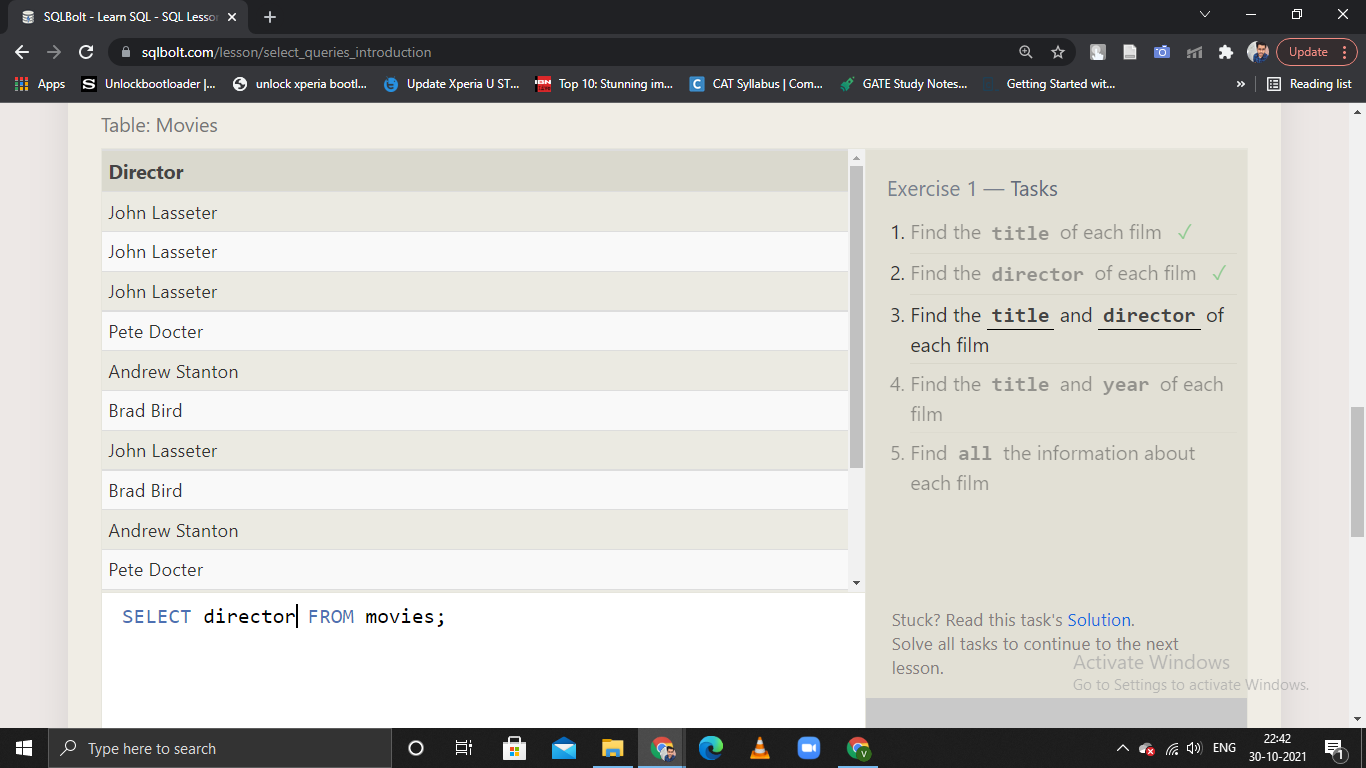 SQLBolt - Learn SQL - SQL Lesson
sqlbolt.com/lesson/select_queries_introduction
Update
Apps
Unlockbootloader |...
unlock xperia bootl...
Update Xperia U ST...
Top 10: Stunning im...
CAT Syllabus | Com...
GATE Study Notes...
Getting Started wit...
»
Reading list
Table: Movies
Director
John Lasseter
John Lasseter
John Lasseter
Pete Docter
Andrew Stanton
Brad Bird
John Lasseter
Brad Bird
Andrew Stanton
Pete Docter
SELECT director FROM movies;
Exercise 1 — Tasks
1. Find the title of each film ✓
2. Find the director of each film ✓
3. Find the title and director of
each film
4. Find the title and year of each
film
5. Find all the information about
each film
Stuck? Read this task's Solution.
Solve all tasks to continue to the next
lesson.
Activate Windows
Go to Settings to activate Windows.
Type here to search
ENG
22:42
30-10-2021
1